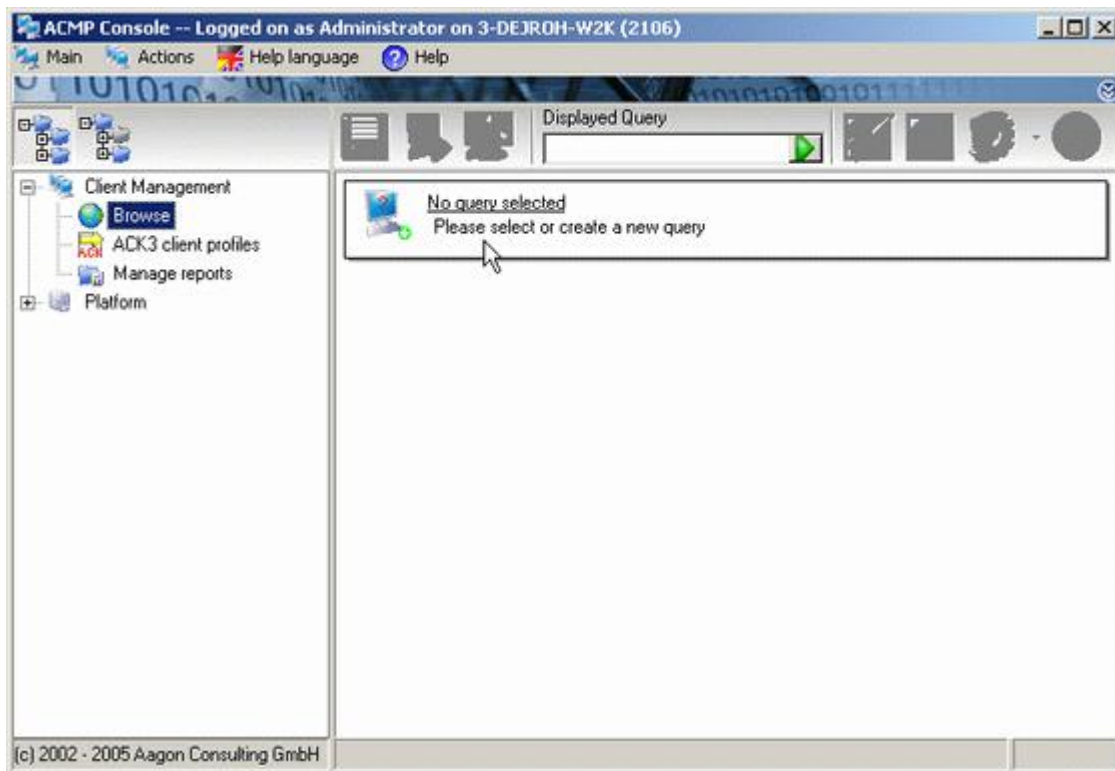 ACMP Console -- Logged on as Administrator on 3-DEJROH-W2K (2106)
Main Actions Help language Help
Displayed Query
Client Management
Browse
ACK3 client profiles
Manage reports
Platform
No query selected
Please select or create a new query
(c) 2002 - 2005 Aagon Consulting GmbH